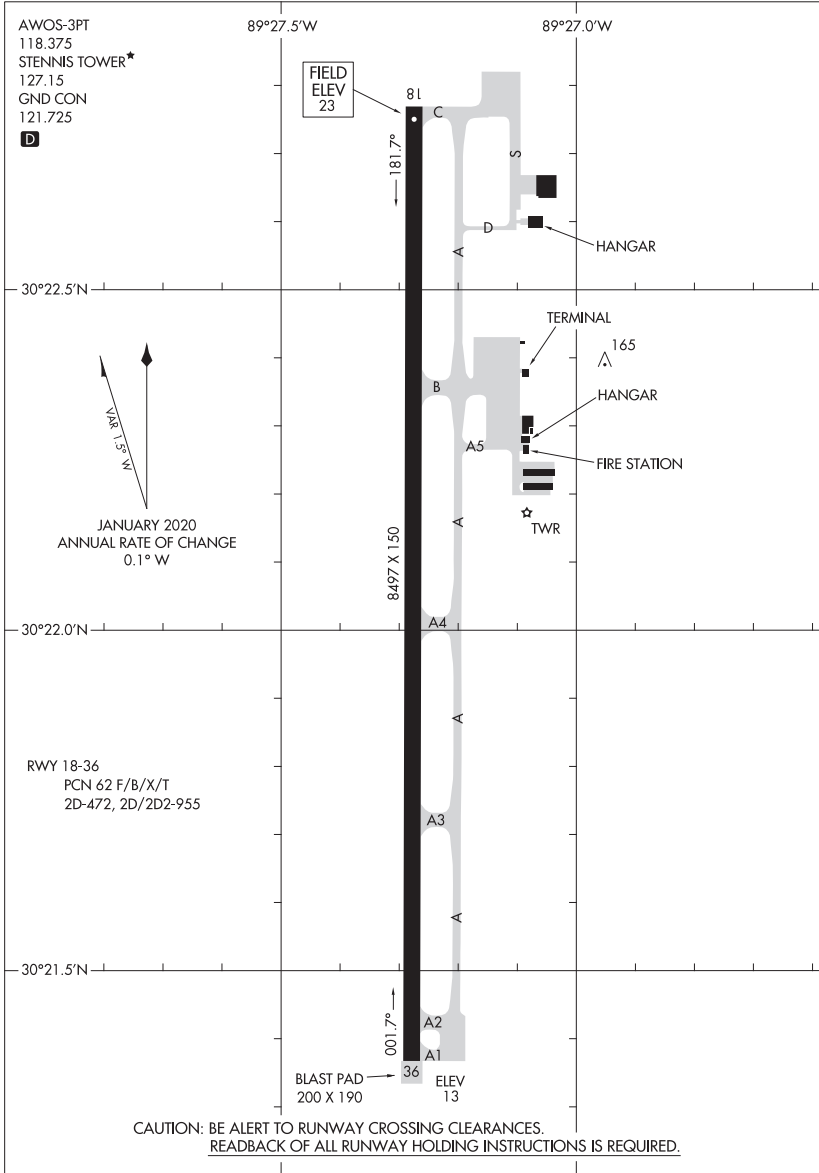 AWOS-3PT
118.375
STENNIS TOWER★
127.15
GND CON
121.725
D
89°27.5'W
89°27.0'W
FIELD
ELEV
23
18
C
181.7°
S
D
HANGAR
A
30°22.5'N
TERMINAL
165
B
HANGAR
VAR 1.5° W
A5
FIRE STATION
A
TWR
JANUARY 2020
ANNUAL RATE OF CHANGE
0.1° W
8497 X 150
A4
30°22.0'N
A
RWY 18-36
PCN 62 F/B/X/T
2D-472, 2D/2D2-955
A3
A
30°21.5'N
001.7°
A2
A1
36
BLAST PAD
200 X 190
ELEV
13
CAUTION: BE ALERT TO RUNWAY CROSSING CLEARANCES.
READBACK OF ALL RUNWAY HOLDING INSTRUCTIONS IS REQUIRED.